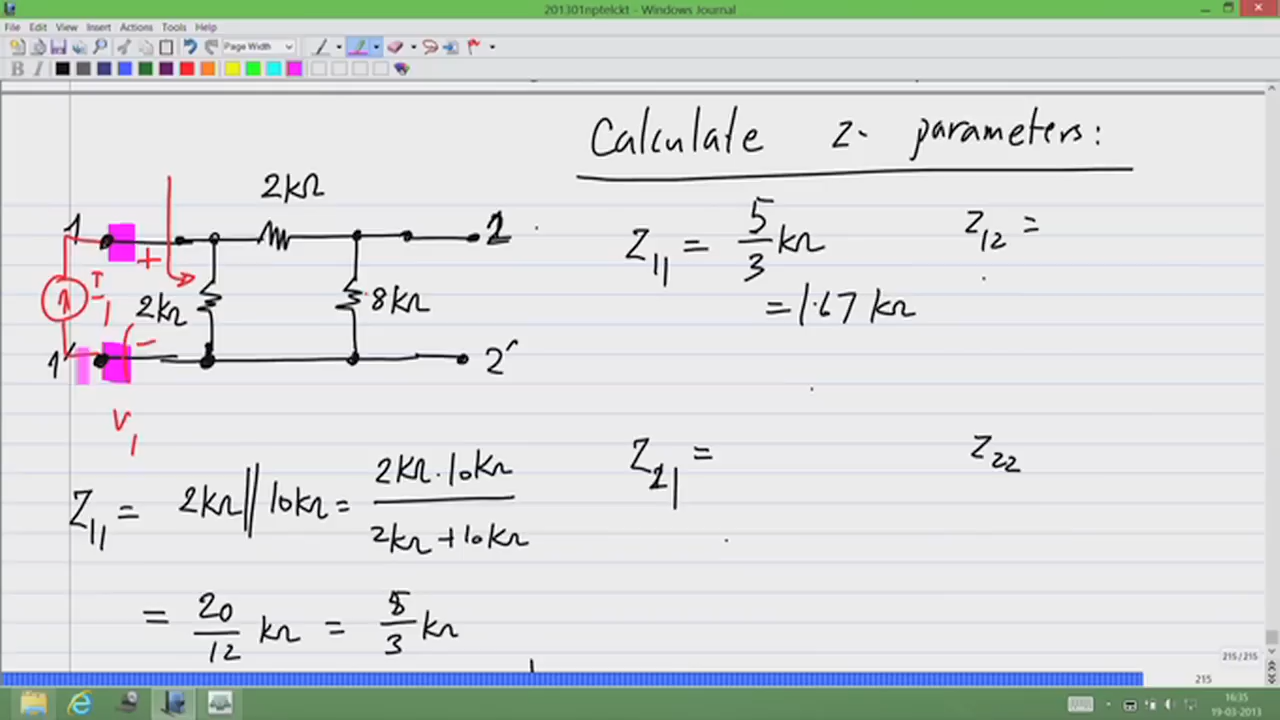 201301nptelckt - Windows Journal
File Edit View Insert Actions Tools Help
Page Width
B I
Calculate z- parameters:
2kΩ
1
2
+
I1
2kΩ
8kΩ
-
1'
2'
V1
Z11 = 5/3 kΩ
= 1.67 kΩ
Z12 =
Z21 =
Z22
Z11 = 2kΩ || 10kΩ = 2kΩ . 10kΩ / 2kΩ + 10kΩ
= 20/12 kΩ = 5/3 kΩ
215/215
215
16:35
19-03-2013